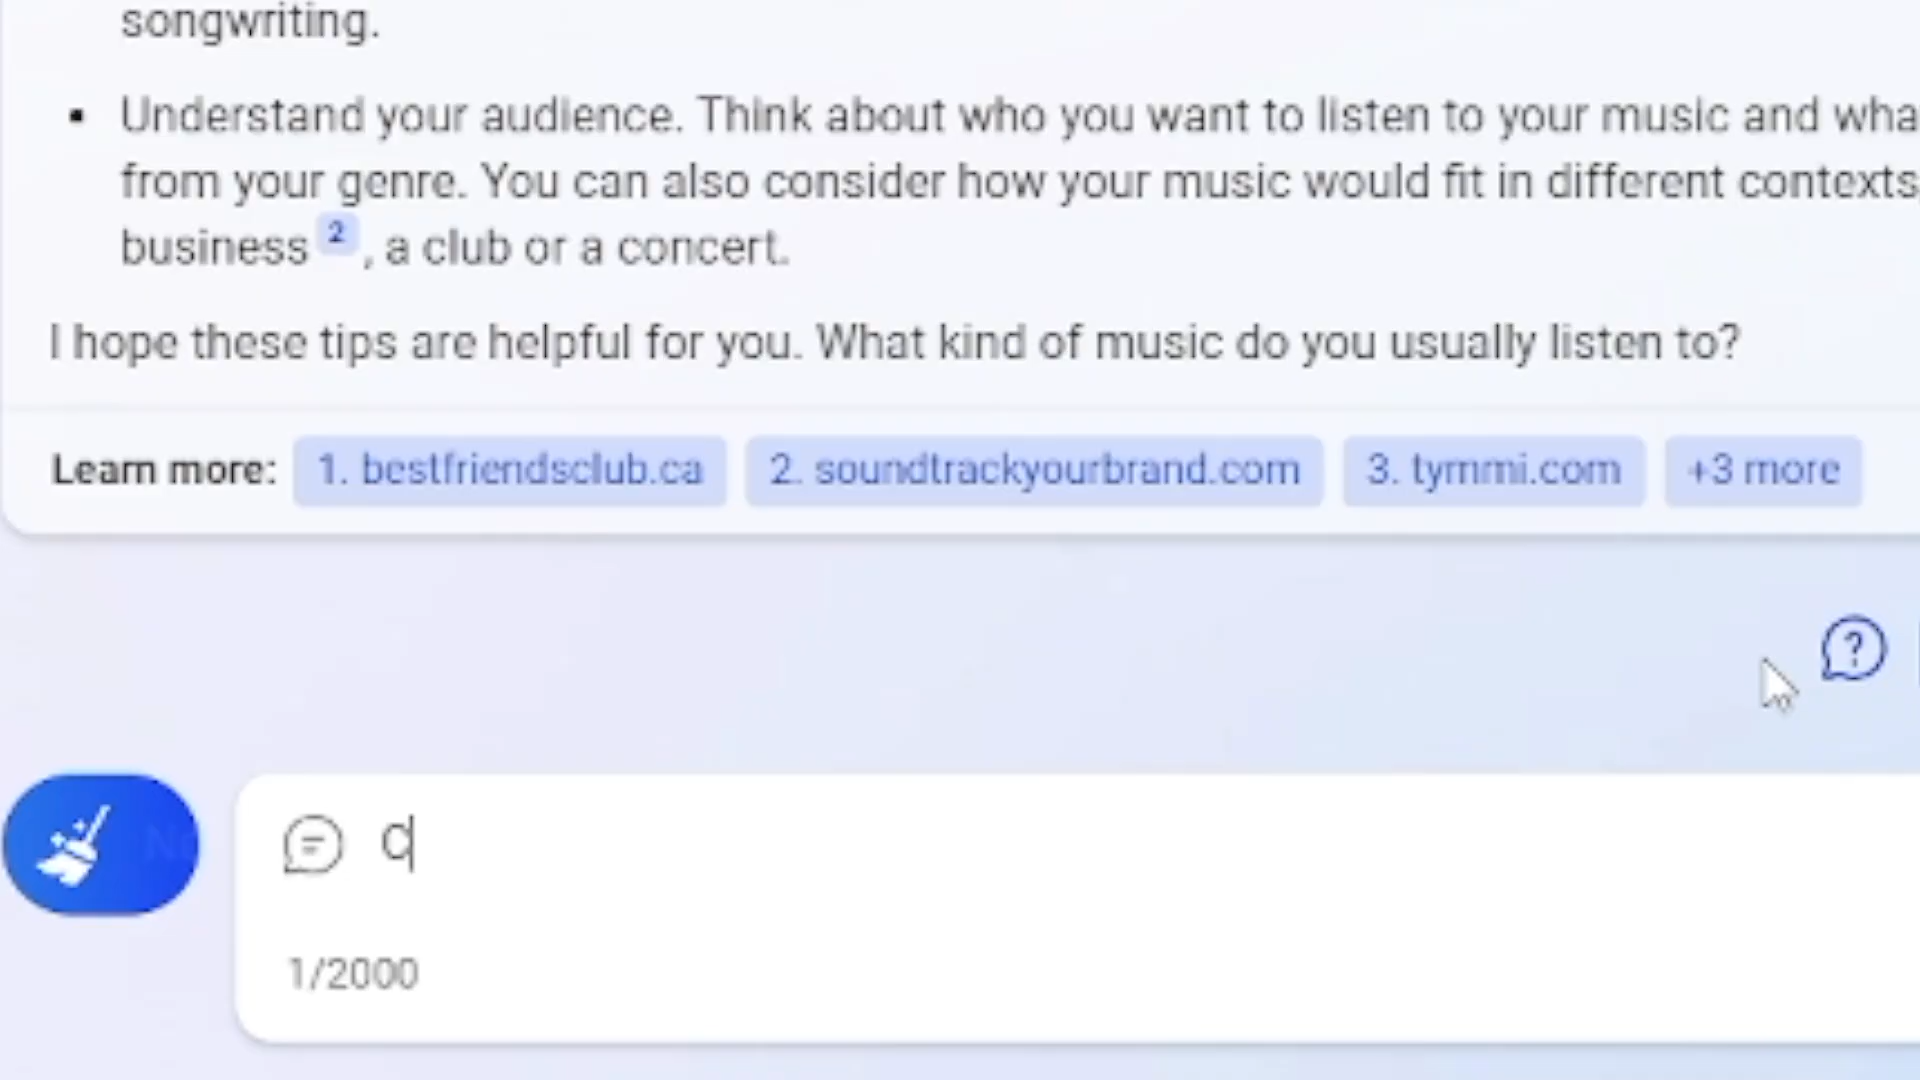 songwriting.
▪ Understand your audience. Think about who you want to listen to your music and wha
from your genre. You can also consider how your music would fit in different contexts,
business 2 , a club or a concert.
I hope these tips are helpful for you. What kind of music do you usually listen to?
Learn more: 1. bestfriendsclub.ca 2. soundtrackyourbrand.com 3. tymmi.com +3 more
C
1/2000